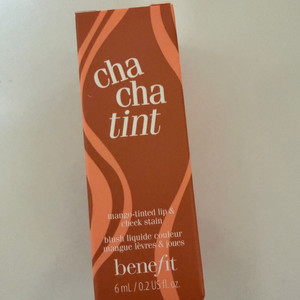 cha
cha
tint
mango-tinted lip &
cheek stain
blush liquide couleur
mangue lèvres & joues
benefit
6 mL / 0.2 US fl. oz.